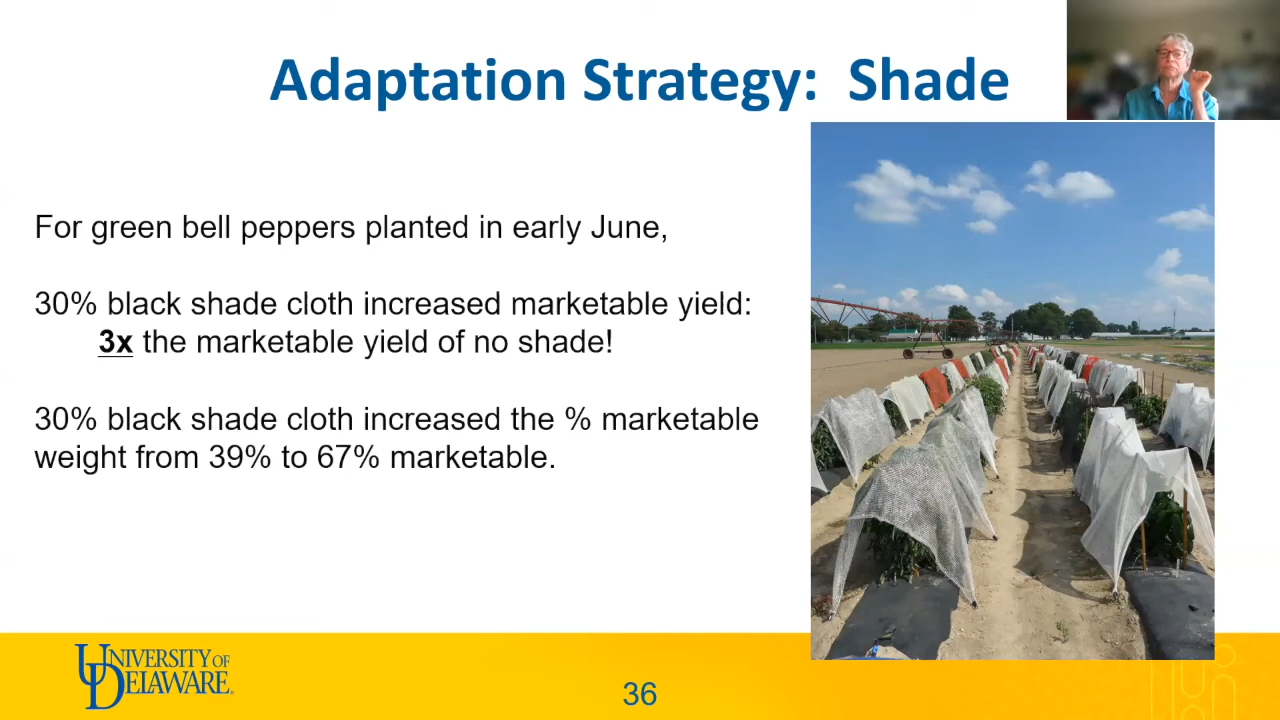 Adaptation Strategy: Shade
For green bell peppers planted in early June,
30% black shade cloth increased marketable yield:
3x the marketable yield of no shade!
30% black shade cloth increased the % marketable
weight from 39% to 67% marketable.
UNIVERSITY OF
DELAWARE
36